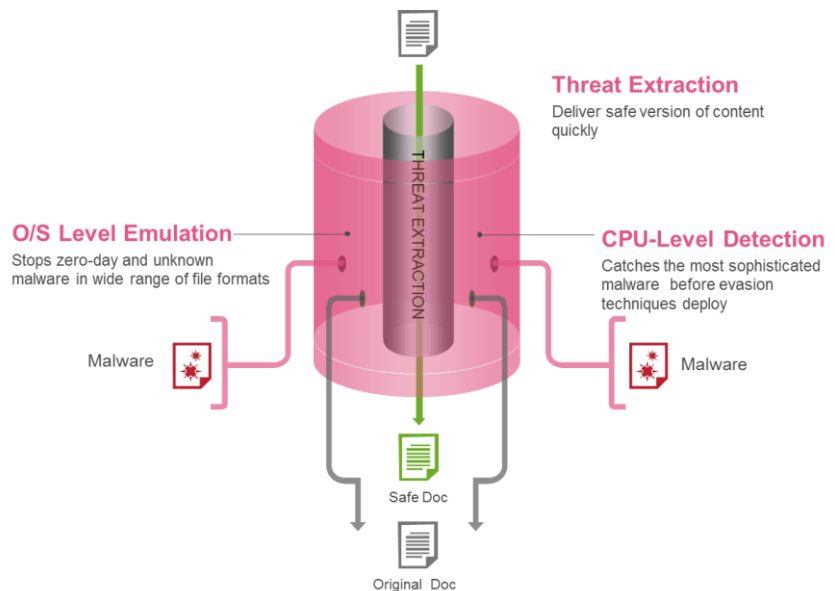 Threat Extraction
Deliver safe version of content
quickly
THREAT EXTRACTION
O/S Level Emulation
Stops zero-day and unknown
malware in wide range of file formats
CPU-Level Detection
Catches the most sophisticated
malware before evasion
techniques deploy
Malware
Malware
Safe Doc
Original Doc